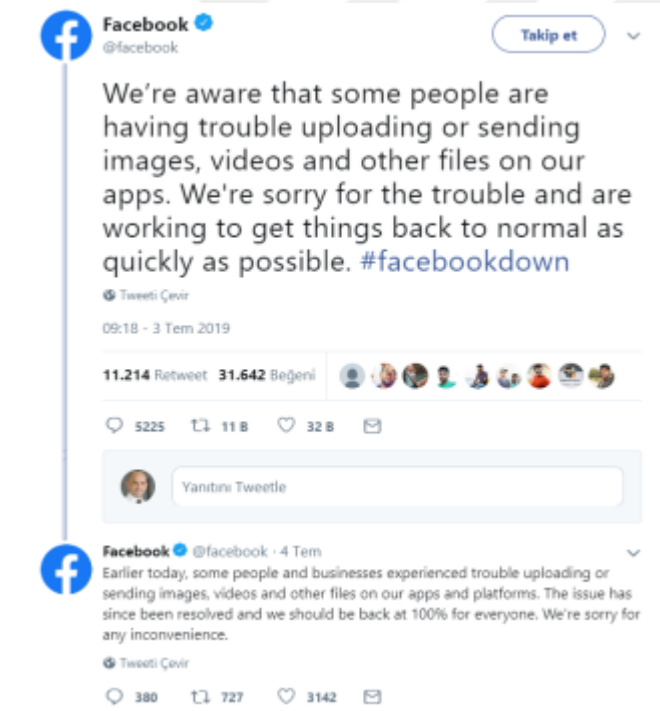 Facebook
@facebook
Takip et
We're aware that some people are
having trouble uploading or sending
images, videos and other files on our
apps. We're sorry for the trouble and are
working to get things back to normal as
quickly as possible. #facebookdown
Tweeti Çevir
09:18 - 3 Tem 2019
11.214 Retweet 31.642 Beğeni
5225 11 B 32 B
Yanıtını Tweetle
Facebook @facebook · 4 Tem
Earlier today, some people and businesses experienced trouble uploading or
sending images, videos and other files on our apps and platforms. The issue has
since been resolved and we should be back at 100% for everyone. We're sorry for
any inconvenience.
Tweeti Çevir
380 727 3142